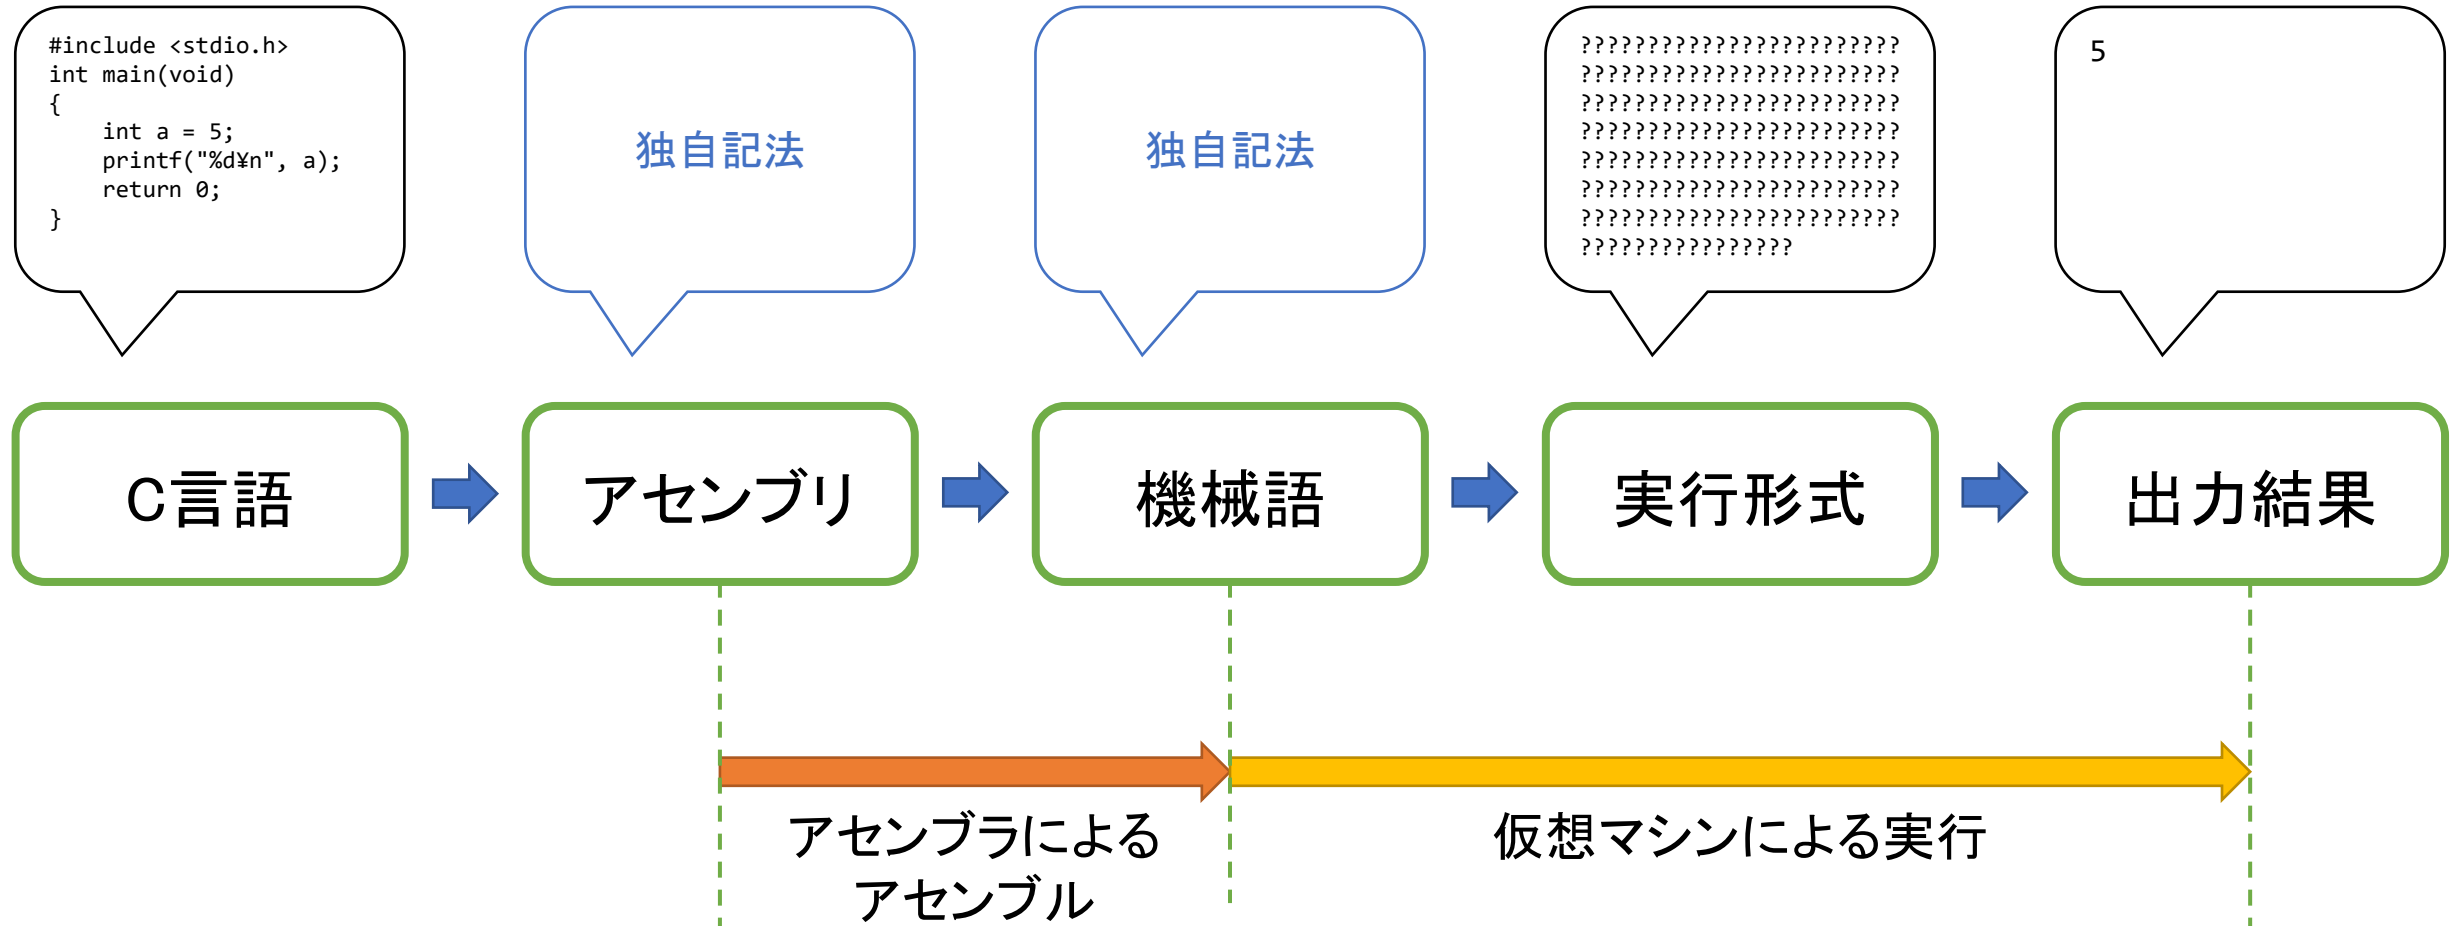 #include <stdio.h>
int main(void)
{
    int a = 5;
    printf("%d¥n", a);
    return 0;
}
独自記法
独自記法
????????????????????????
????????????????????????
????????????????????????
????????????????????????
????????????????????????
????????????????????????
????????????????????????
????????????????
5
C言語
アセンブリ
機械語
実行形式
出力結果
アセンブラによる
アセンブル
仮想マシンによる実行